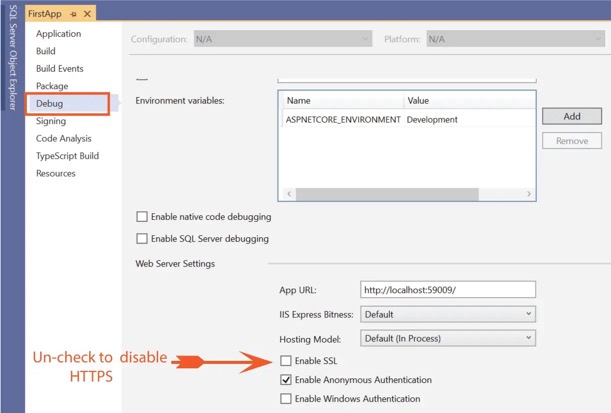 SQL Server Object Explorer
FirstApp
Application
Build
Build Events
Package
Debug
Signing
Code Analysis
TypeScript Build
Resources
Configuration: N/A Platform: N/A
Environment variables:
Name Value
ASPNETCORE_ENVIRONMENT Development
Add
Remove
Enable native code debugging
Enable SQL Server debugging
Web Server Settings
App URL: http://localhost:59009/
IIS Express Bitness: Default
Hosting Model: Default (In Process)
Un-check to disable
HTTPS
Enable SSL
Enable Anonymous Authentication
Enable Windows Authentication